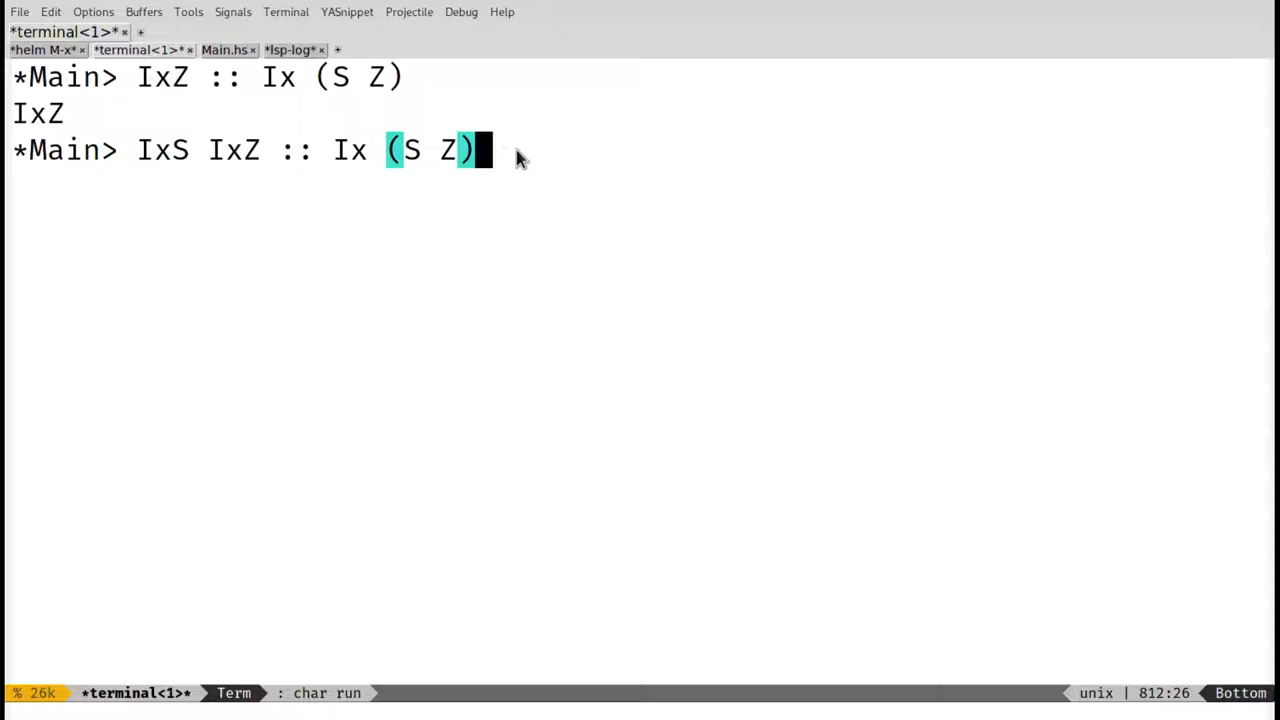 File Edit Options Buffers Tools Signals Terminal YASnippet Projectile Debug Help
*terminal<1>* × +
*helm M-x* × *terminal<1>* × Main.hs × *lsp-log* × +
*Main> IxZ :: Ix (S Z)
IxZ
*Main> IxS IxZ :: Ix (S Z)
% 26k *terminal<1>* Term : char run unix | 812:26 Bottom